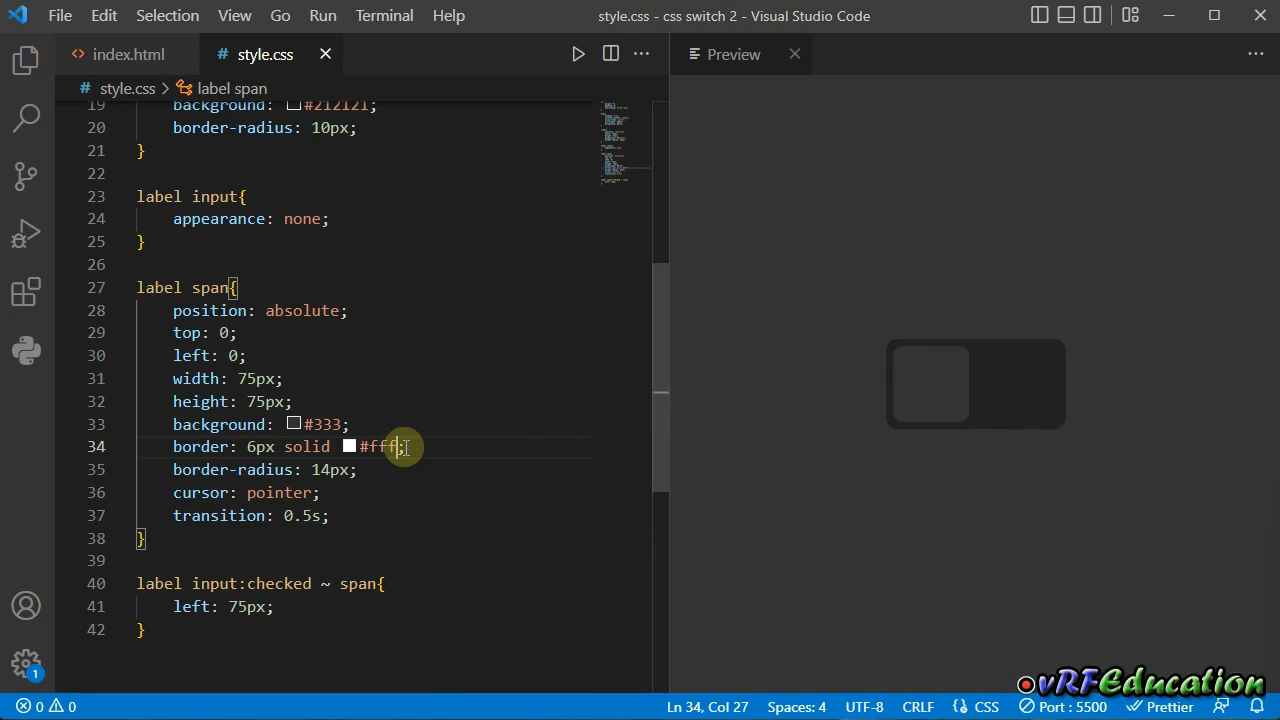 File Edit Selection View Go Run Terminal Help style.css - css switch 2 - Visual Studio Code
index.html # style.css Preview
# style.css > label span
19 background: #212121;
20 border-radius: 10px;
21 }
22
23 label input{
24 appearance: none;
25 }
26
27 label span{
28 position: absolute;
29 top: 0;
30 left: 0;
31 width: 75px;
32 height: 75px;
33 background: #333;
34 border: 6px solid #fff;
35 border-radius: 14px;
36 cursor: pointer;
37 transition: 0.5s;
38 }
39
40 label input:checked ~ span{
41 left: 75px;
42 }
1
vRFEducation
0 0 Ln 34, Col 27 Spaces: 4 UTF-8 CRLF {} CSS Port : 5500 Prettier